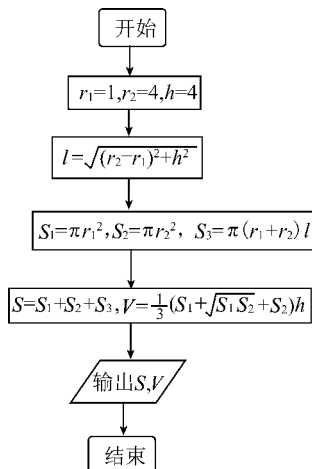 开始
r₁=1,r₂=4,h=4
l=√((r₂-r₁)²+h²)
S₁=πr₁²,S₂=πr₂², S₃=π(r₁+r₂)l
S=S₁+S₂+S₃,V=1/3(S₁+√(S₁S₂)+S₂)h
输出S,V
结束